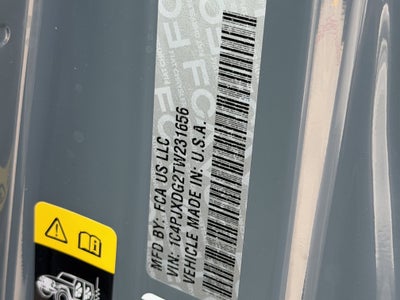 MFD BY: FCA US LLC
VIN: 1C4PJXDG2TW231656
VEHICLE MADE IN: U.S.A.